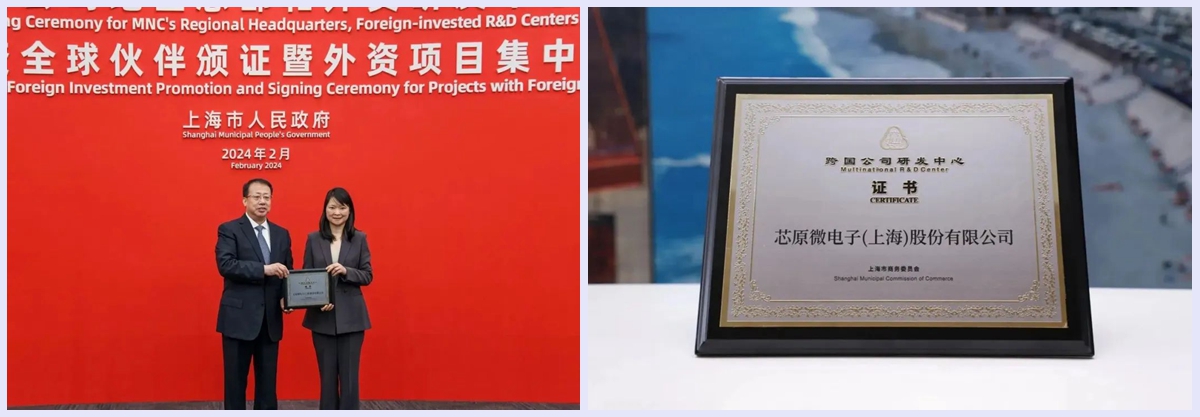 ng Ceremony for MNC's Regional Headquarters, Foreign-invested R&D Centers
全球伙伴颁证暨外资项目集中
Foreign Investment Promotion and Signing Ceremony for Projects with Foreign
上海市人民政府
Shanghai Municipal People's Government
2024年2月
February 2024
跨国公司研发中心
Multinational R&D Center
证书
CERTIFICATE
芯原微电子(上海)股份有限公司
上海市商务委员会
Shanghai Municipal Commission of Commerce